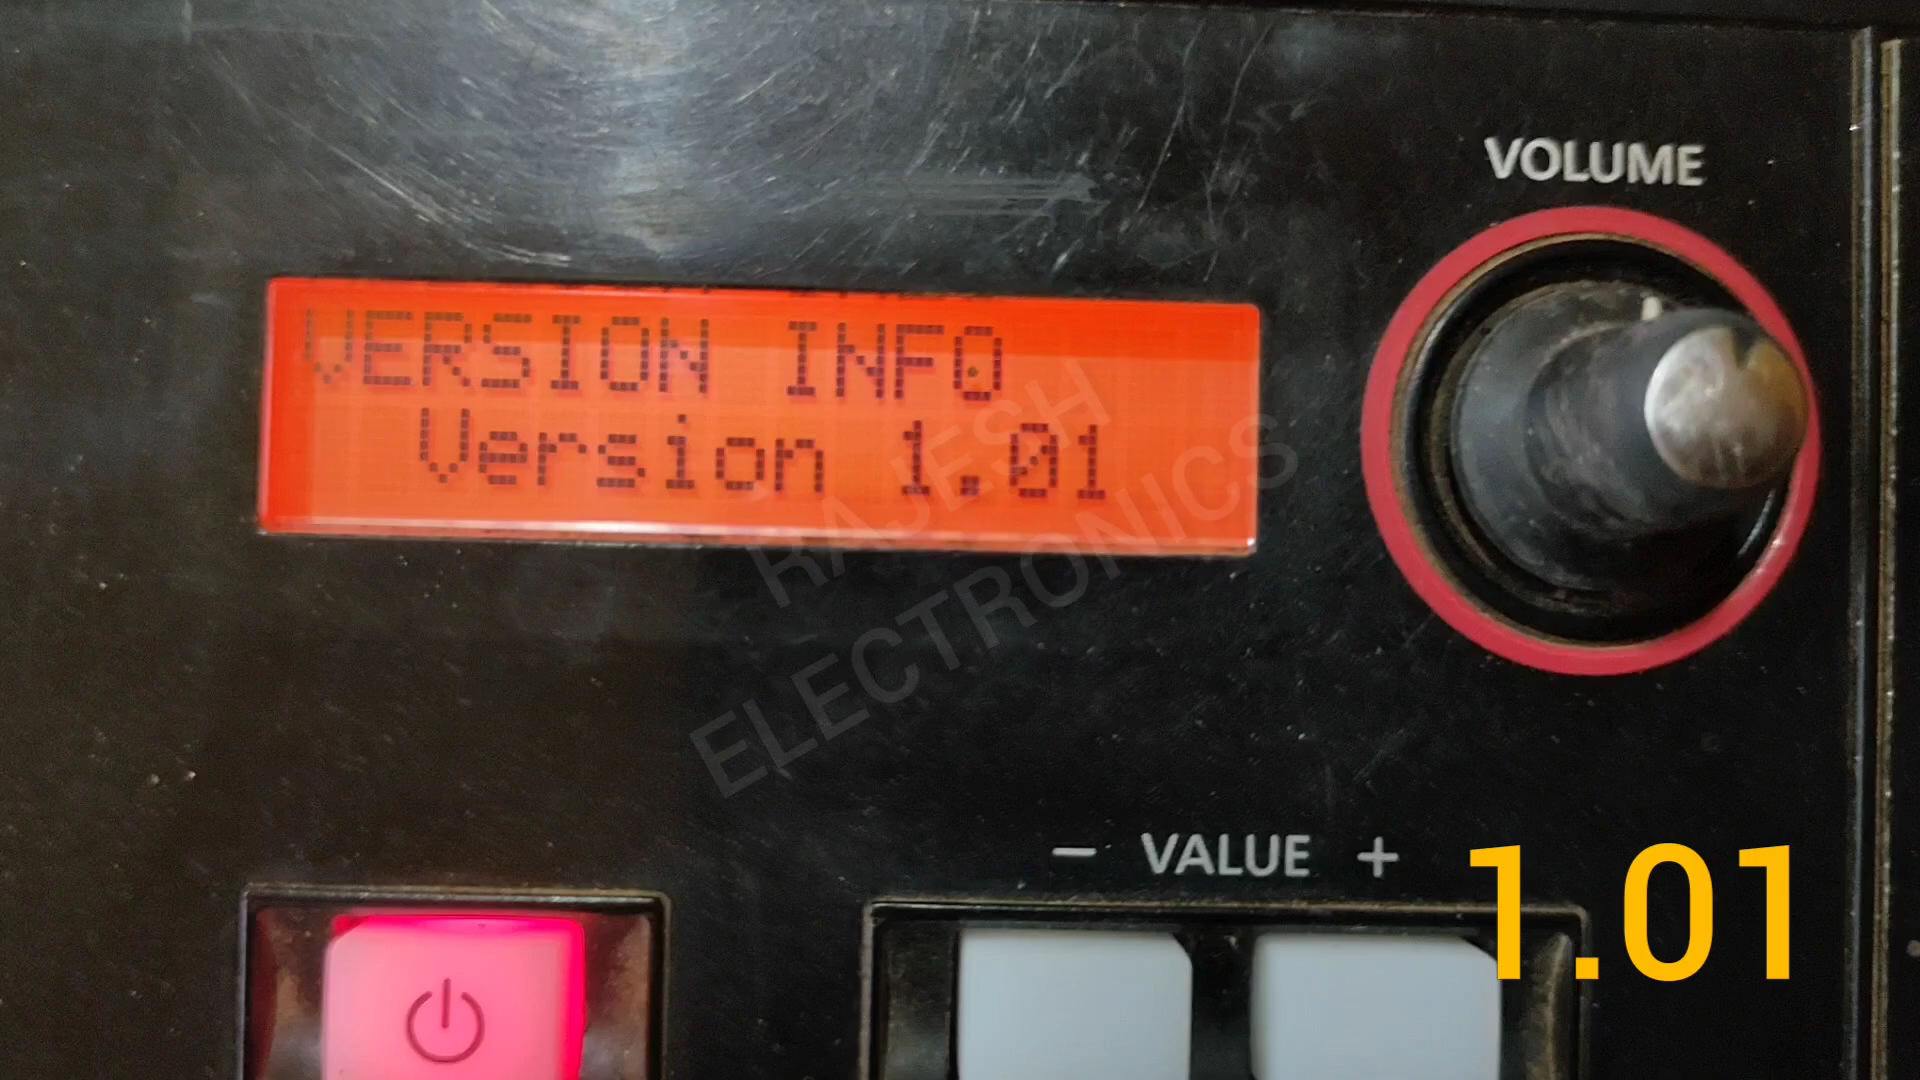 VOLUME
VERSION INFO
Version 1.01
RAJESH
ELECTRONICS
− VALUE +
1.01